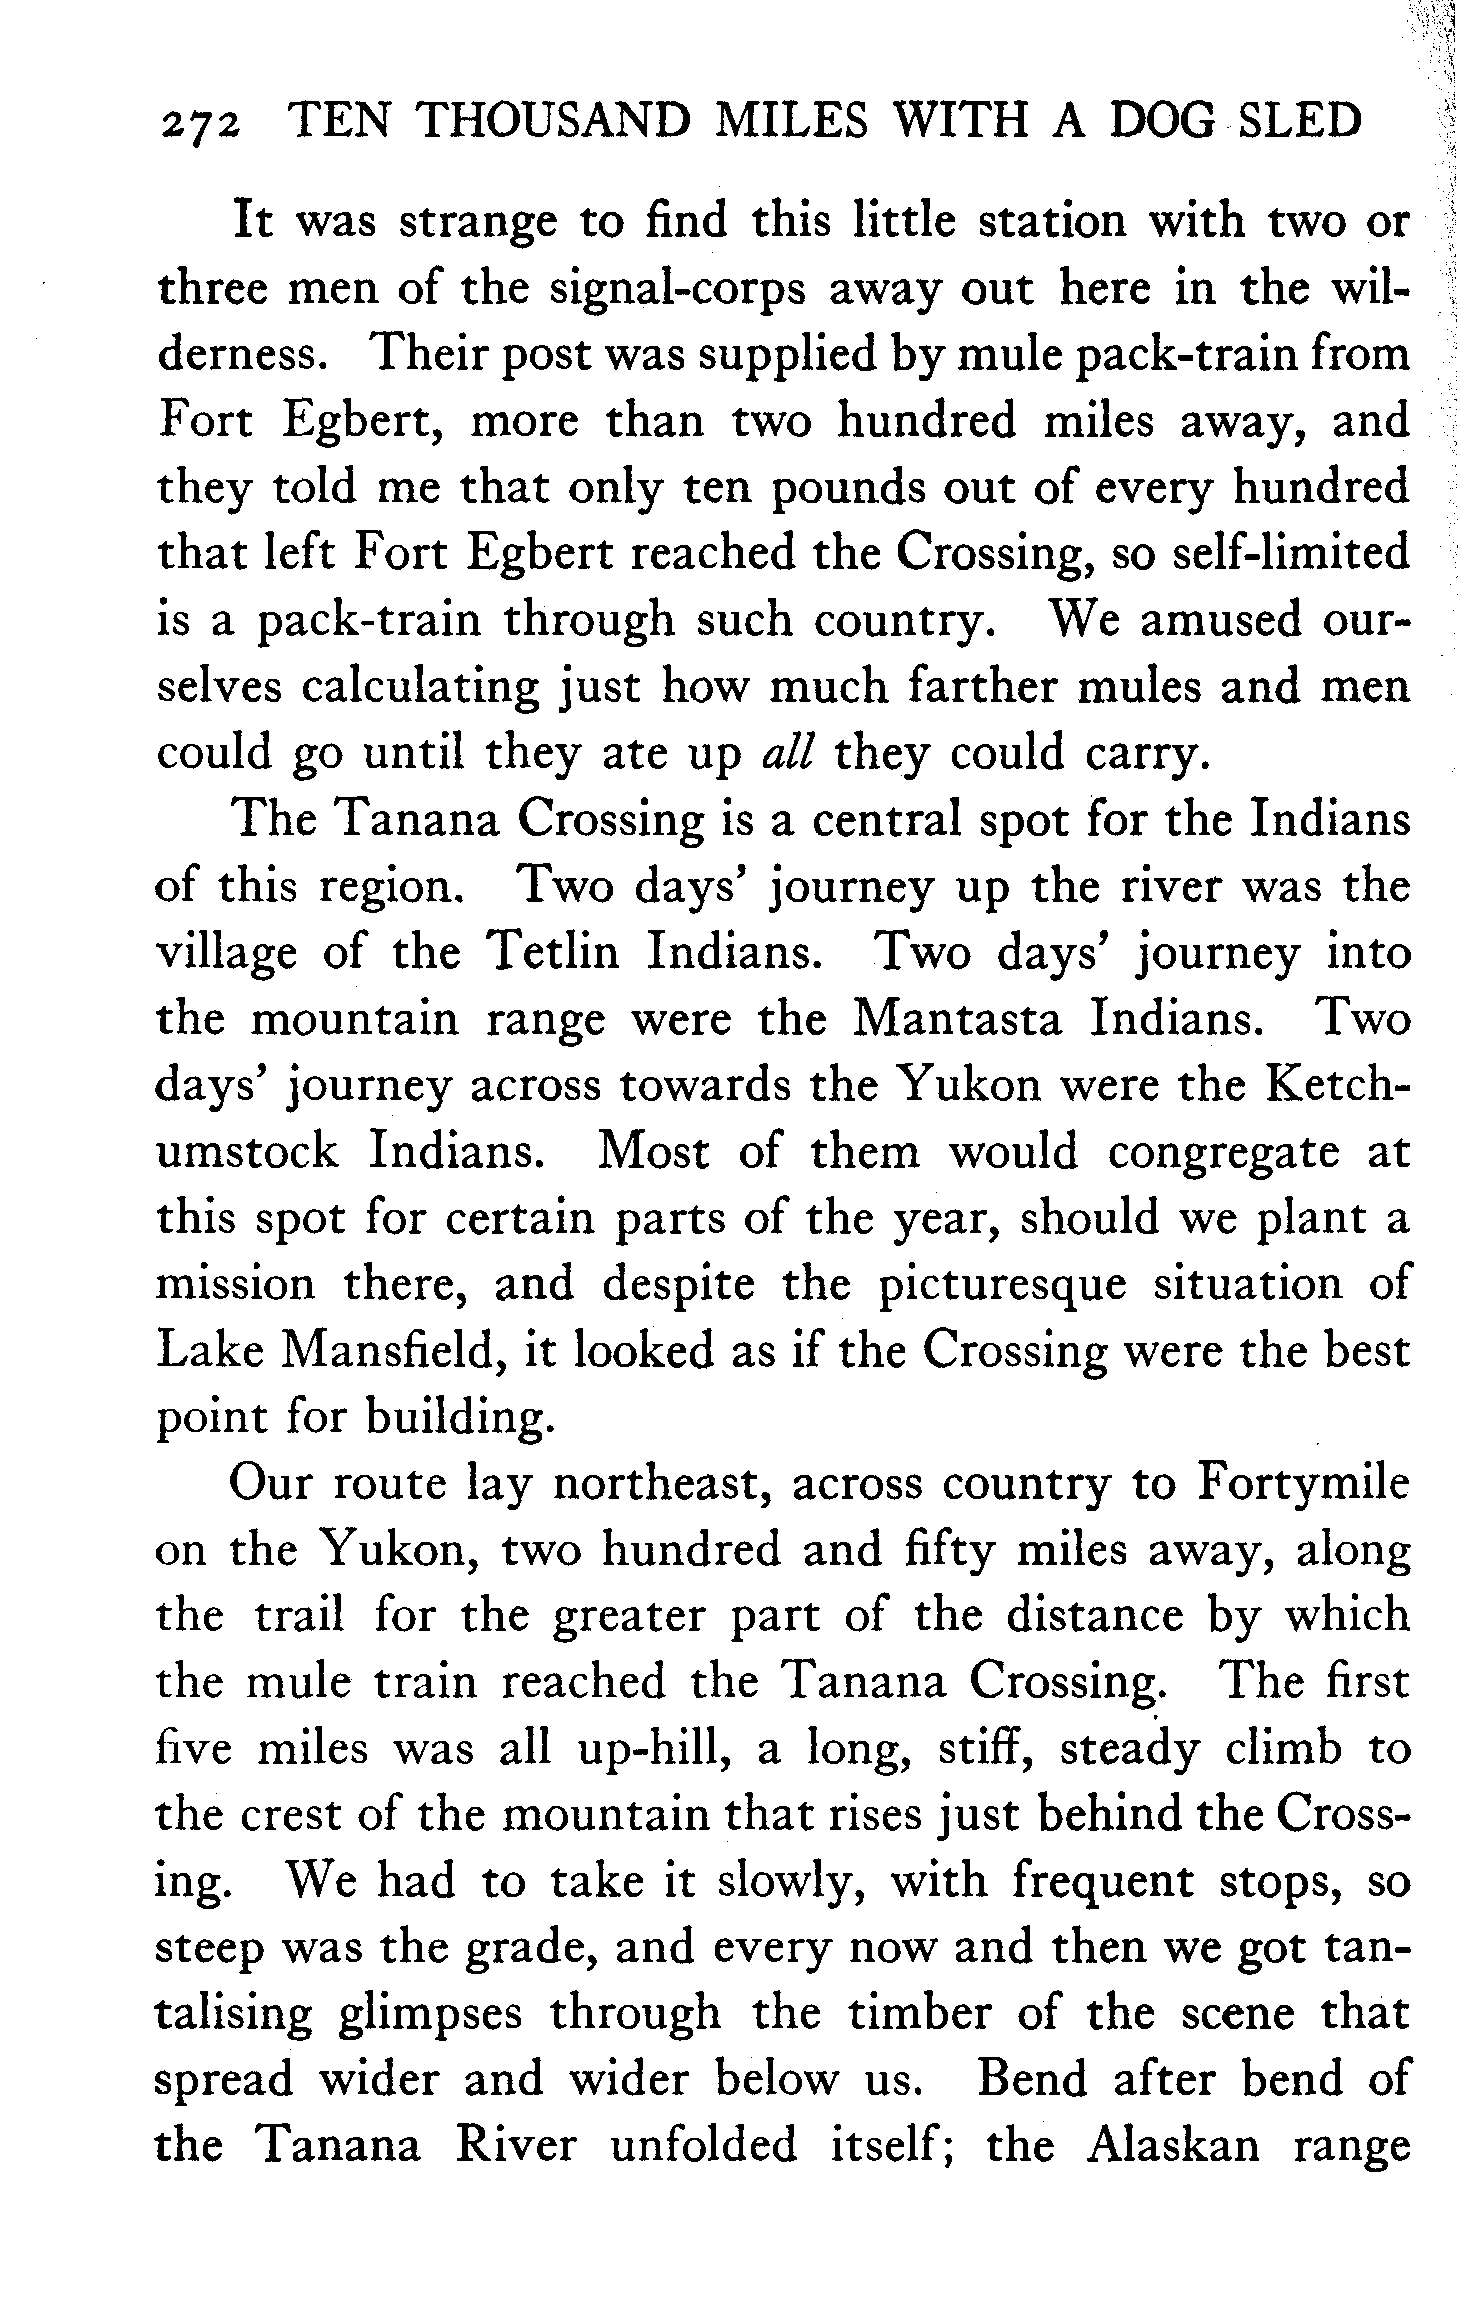 272 TEN THOUSAND MILES WITH A DOG SLED
It was strange to find this little station with two or
three men of the signal-corps away out here in the wil-
derness. Their post was supplied by mule pack-train from
Fort Egbert, more than two hundred miles away, and
they told me that only ten pounds out of every hundred
that left Fort Egbert reached the Crossing, so self-limited
is a pack-train through such country. We amused our-
selves calculating just how much farther mules and men
could go until they ate up all they could carry.
The Tanana Crossing is a central spot for the Indians
of this region. Two days' journey up the river was the
village of the Tetlin Indians. Two days' journey into
the mountain range were the Mantasta Indians. Two
days' journey across towards the Yukon were the Ketch-
umstock Indians. Most of them would congregate at
this spot for certain parts of the year, should we plant a
mission there, and despite the picturesque situation of
Lake Mansfield, it looked as if the Crossing were the best
point for building.
Our route lay northeast, across country to Fortymile
on the Yukon, two hundred and fifty miles away, along
the trail for the greater part of the distance by which
the mule train reached the Tanana Crossing. The first
five miles was all up-hill, a long, stiff, steady climb to
the crest of the mountain that rises just behind the Cross-
ing. We had to take it slowly, with frequent stops, so
steep was the grade, and every now and then we got tan-
talising glimpses through the timber of the scene that
spread wider and wider below us. Bend after bend of
the Tanana River unfolded itself; the Alaskan range